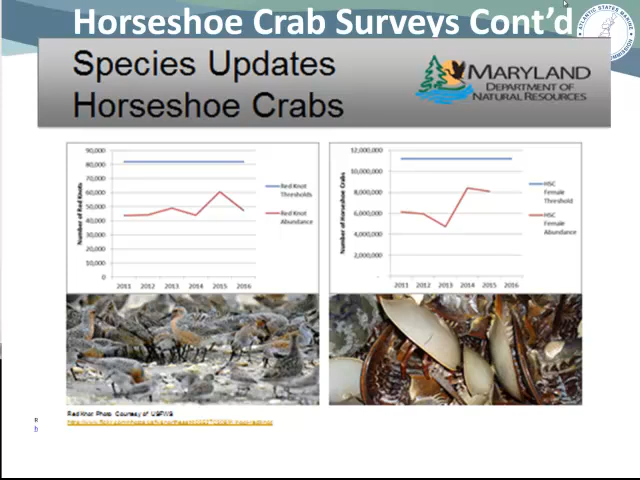 Horseshoe Crab Surveys Cont'd
Species Updates
Horseshoe Crabs
MARYLAND
DEPARTMENT OF
NATURAL RESOURCES
ATLANTIC STATES MARINE
Number of Red Knots
90,000
80,000
70,000
60,000
50,000
40,000
30,000
20,000
10,000
0
2011 2012 2013 2014 2015 2016
Red Knot
Thresholds
Red Knot
Abundance
Number of Horseshoe Crabs
12,000,000
10,000,000
8,000,000
6,000,000
4,000,000
2,000,000
-
2011 2012 2013 2014 2015 2016
HSC
Female
Threshold
HSC
Female
Abundance
Red Knot Photo Courtesy of USFWS
R
b